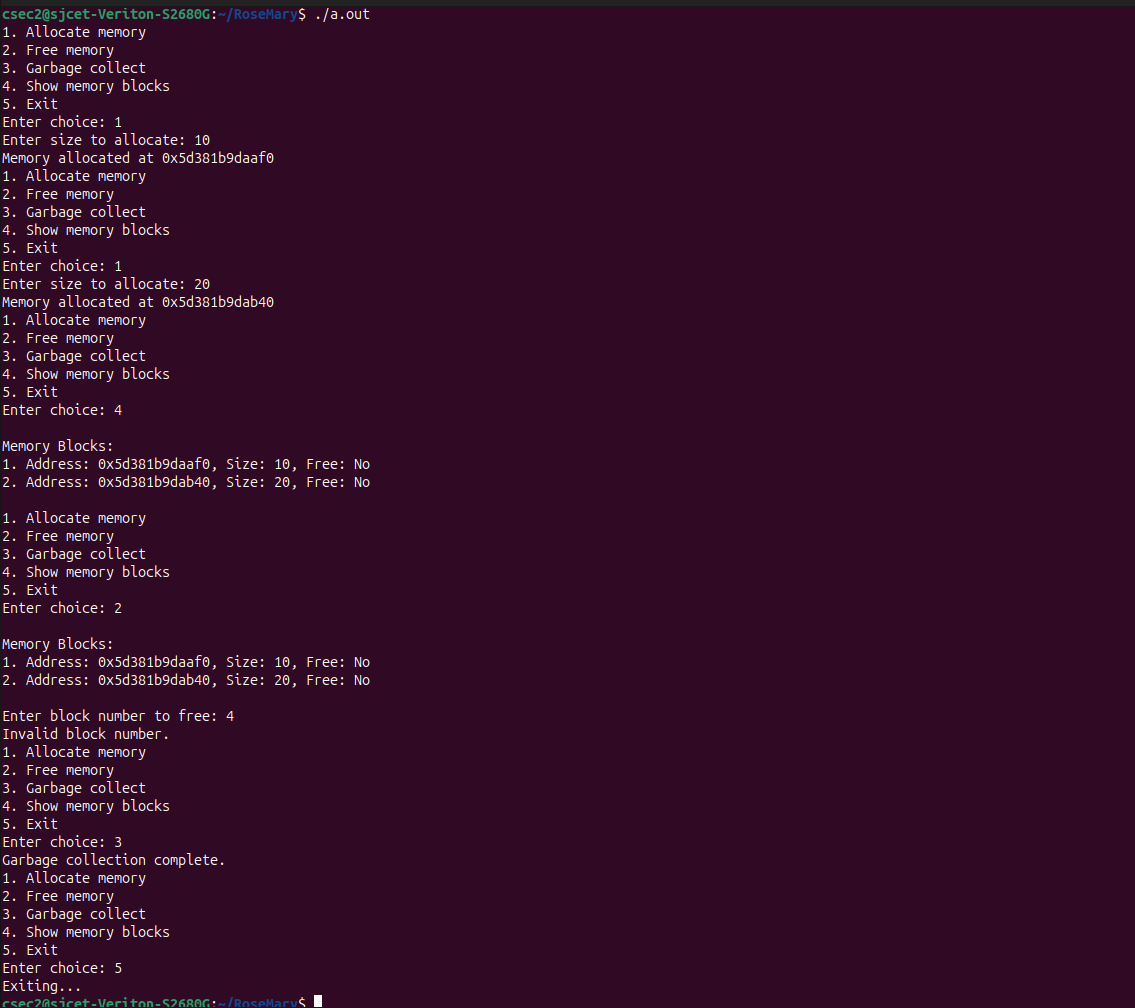 csec2@sjcet-Veriton-S2680G:~/RoseMary$ ./a.out
1. Allocate memory
2. Free memory
3. Garbage collect
4. Show memory blocks
5. Exit
Enter choice: 1
Enter size to allocate: 10
Memory allocated at 0x5d381b9daaf0
1. Allocate memory
2. Free memory
3. Garbage collect
4. Show memory blocks
5. Exit
Enter choice: 1
Enter size to allocate: 20
Memory allocated at 0x5d381b9dab40
1. Allocate memory
2. Free memory
3. Garbage collect
4. Show memory blocks
5. Exit
Enter choice: 4
Memory Blocks:
1. Address: 0x5d381b9daaf0, Size: 10, Free: No
2. Address: 0x5d381b9dab40, Size: 20, Free: No
1. Allocate memory
2. Free memory
3. Garbage collect
4. Show memory blocks
5. Exit
Enter choice: 2
Memory Blocks:
1. Address: 0x5d381b9daaf0, Size: 10, Free: No
2. Address: 0x5d381b9dab40, Size: 20, Free: No
Enter block number to free: 4
Invalid block number.
1. Allocate memory
2. Free memory
3. Garbage collect
4. Show memory blocks
5. Exit
Enter choice: 3
Garbage collection complete.
1. Allocate memory
2. Free memory
3. Garbage collect
4. Show memory blocks
5. Exit
Enter choice: 5
Exiting...
csec2@sjcet-Veriton-S2680G:~/RoseMary$